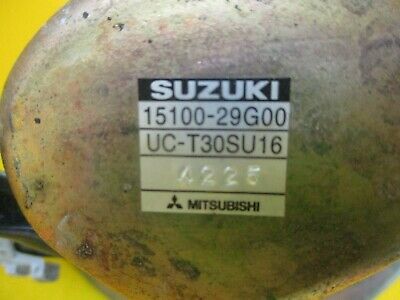 SUZUKI
15100-29G00
UC-T30SU16
4225
MITSUBISHI